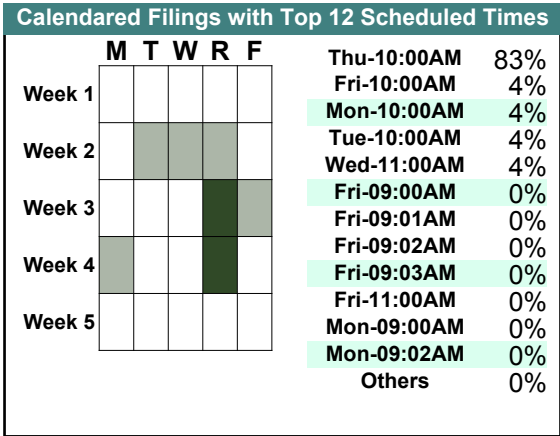 Calendared Filings with Top 12 Scheduled Times
M T W R F
Week 1
Week 2
Week 3
Week 4
Week 5
Thu-10:00AM 83%
Fri-10:00AM 4%
Mon-10:00AM 4%
Tue-10:00AM 4%
Wed-11:00AM 4%
Fri-09:00AM 0%
Fri-09:01AM 0%
Fri-09:02AM 0%
Fri-09:03AM 0%
Fri-11:00AM 0%
Mon-09:00AM 0%
Mon-09:02AM 0%
Others 0%